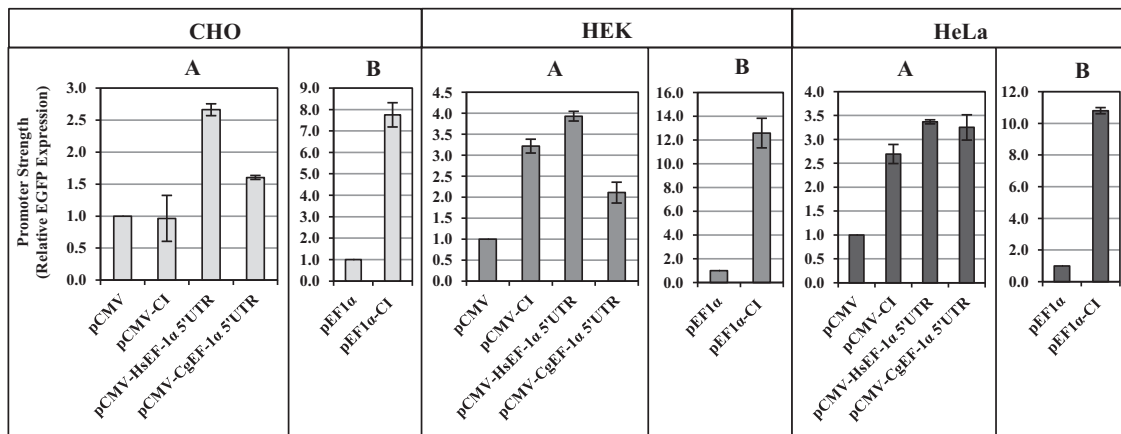 CHO
HEK
HeLa
A
B
A
B
A
B
Promoter Strength
(Relative EGFP Expression)
3.0
2.5
2.0
1.5
1.0
0.5
0.0
pCMV
pCMV-CI
pCMV-HsEF-1α 5'UTR
pCMV-CgEF-1α 5'UTR
9.0
8.0
7.0
6.0
5.0
4.0
3.0
2.0
1.0
0.0
pEF1α
pEF1α-CI
4.5
4.0
3.5
3.0
2.5
2.0
1.5
1.0
0.5
0.0
pCMV
pCMV-CI
pCMV-HsEF-1α 5'UTR
pCMV-CgEF-1α 5'UTR
16.0
14.0
12.0
10.0
8.0
6.0
4.0
2.0
0.0
pEF1α
pEF1α-CI
4.0
3.5
3.0
2.5
2.0
1.5
1.0
0.5
0.0
pCMV
pCMV-CI
pCMV-HsEF-1α 5'UTR
pCMV-CgEF-1α 5'UTR
12.0
10.0
8.0
6.0
4.0
2.0
0.0
pEF1α
pEF1α-CI